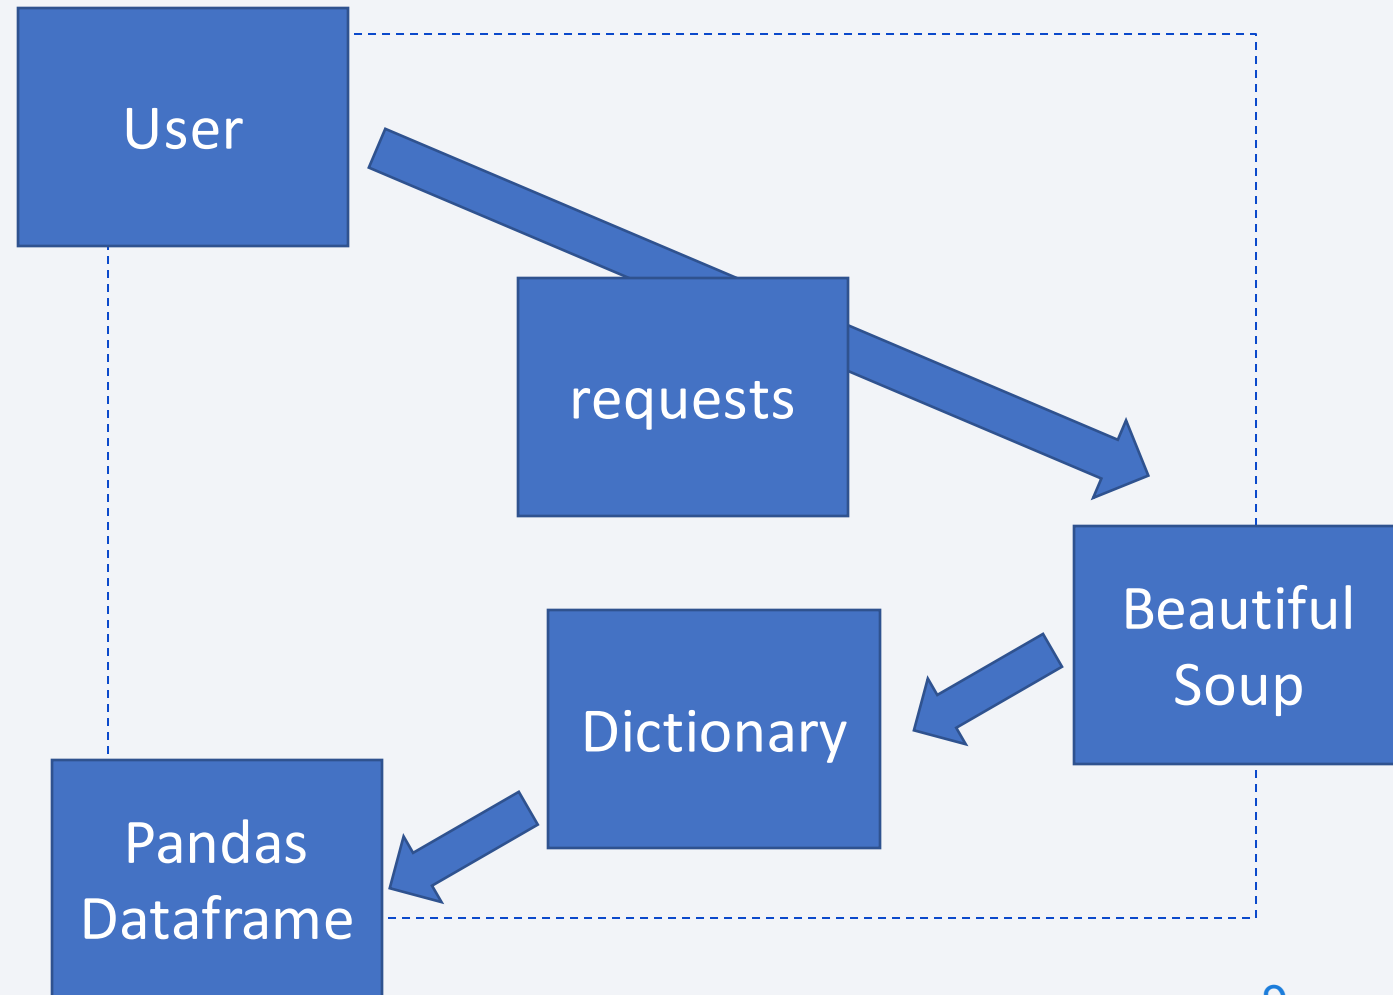 User
requests
Beautiful
Soup
Dictionary
Pandas
Dataframe